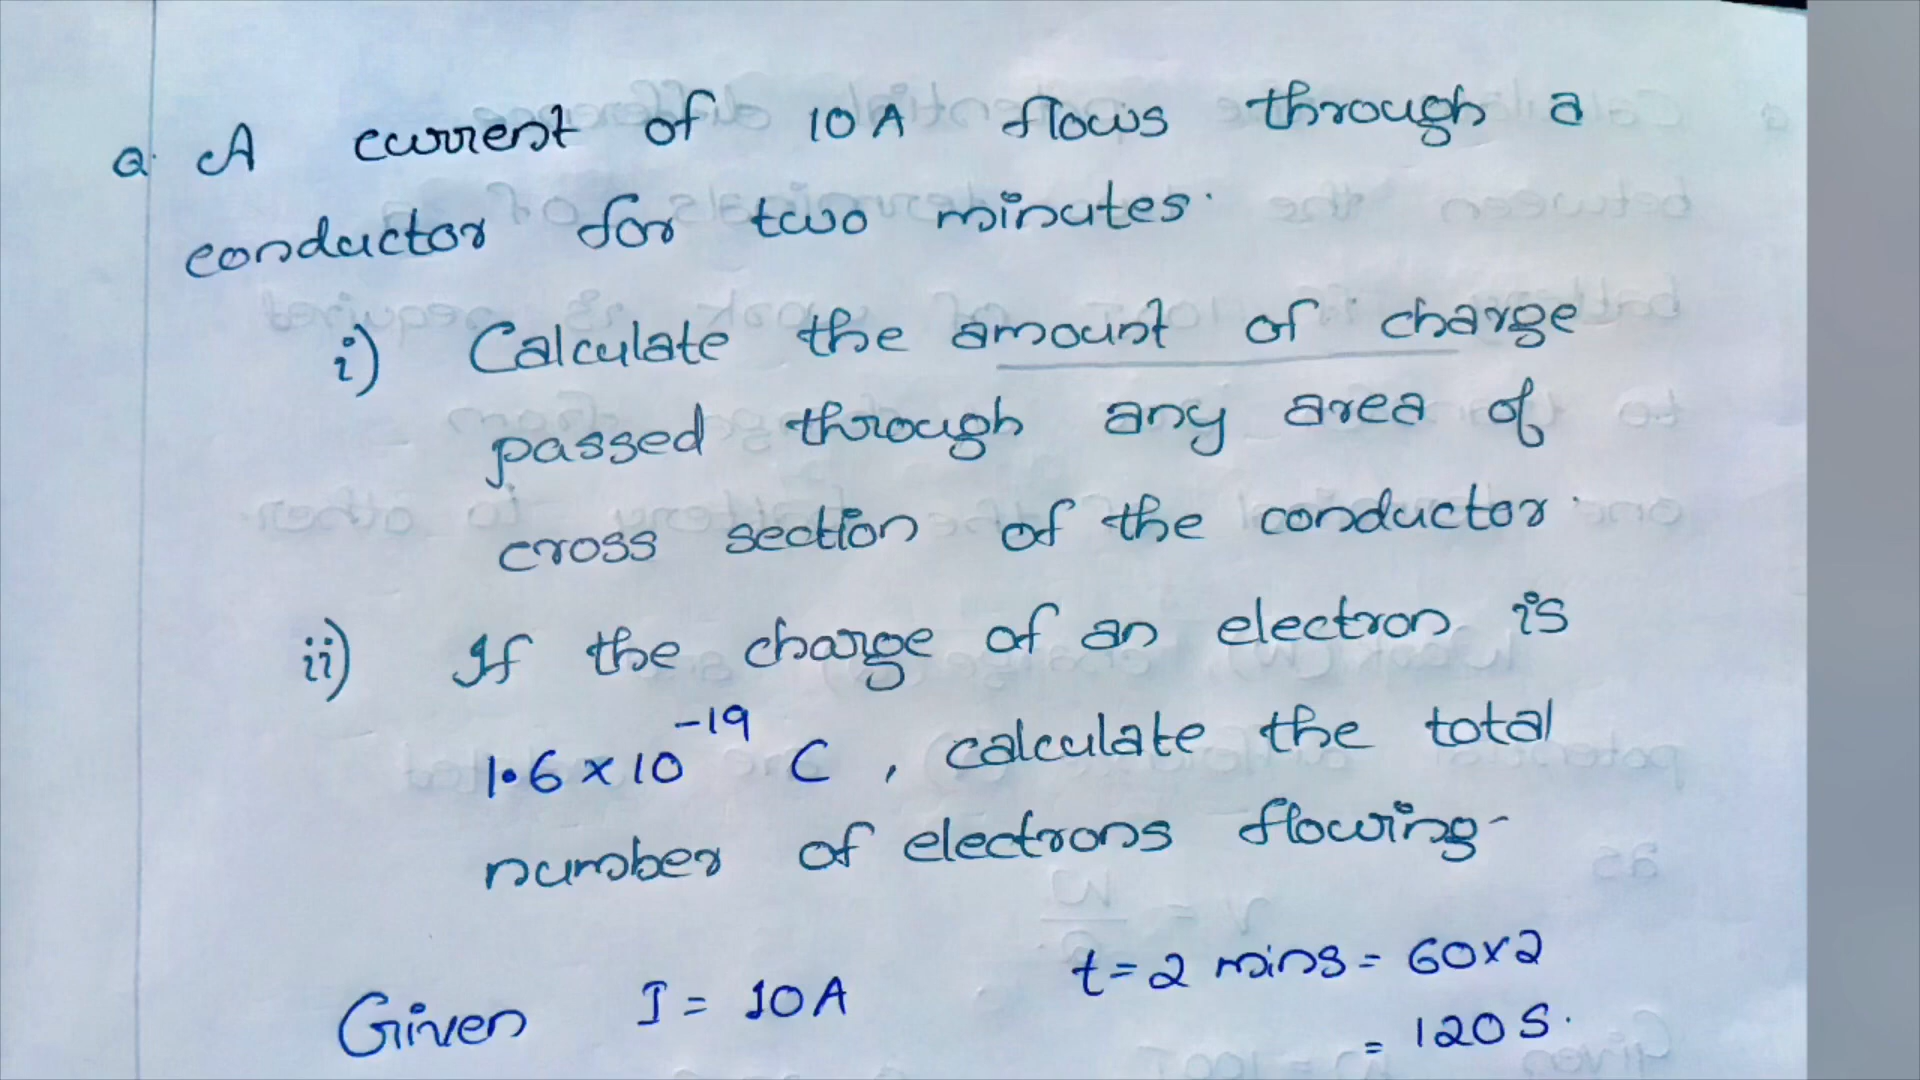 Q. A current of 10A flows through a
conductor for two minutes.
i) Calculate the amount of charge
passed through any area of
cross section of the conductor.
ii) If the charge of an electron is
1.6 x 10⁻¹⁹ C, calculate the total
number of electrons flowing-
Given I = 10A t = 2 mins = 60x2
= 120 S.